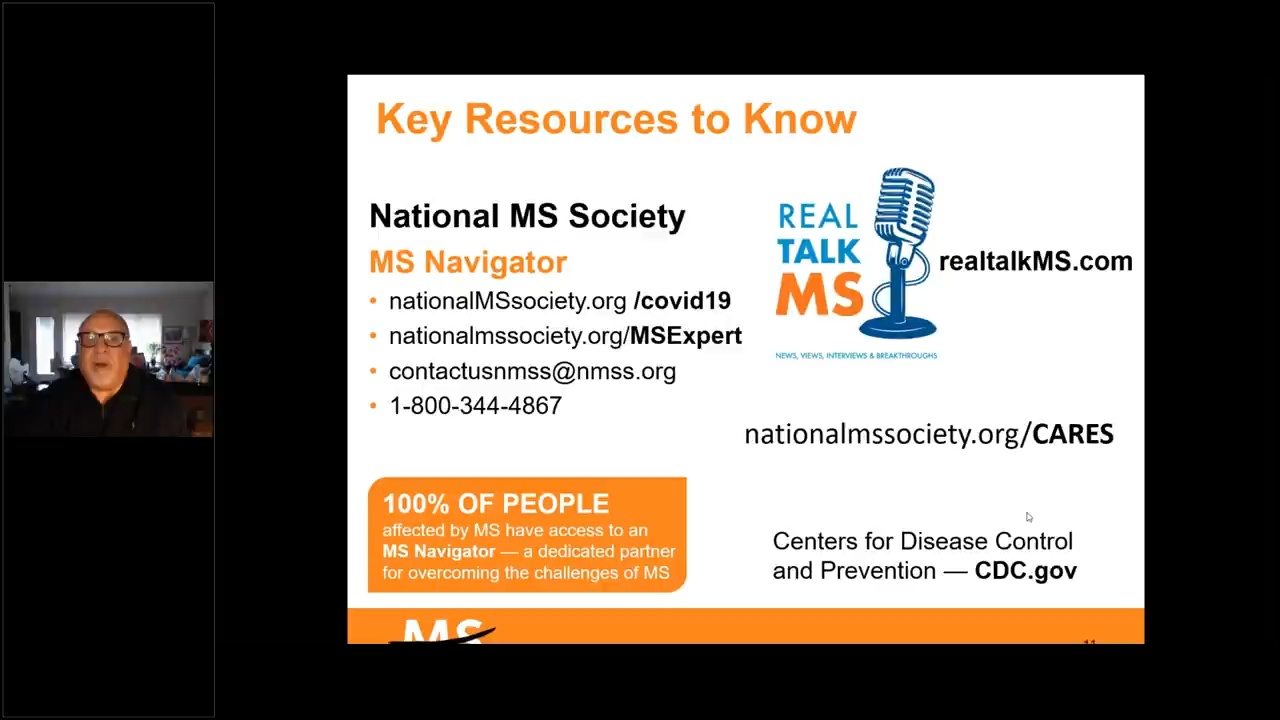 Key Resources to Know
National MS Society
MS Navigator
• nationalMSsociety.org /covid19
• nationalmssociety.org/MSExpert
• contactusnmss@nmss.org
• 1-800-344-4867
100% OF PEOPLE
affected by MS have access to an
MS Navigator — a dedicated partner
for overcoming the challenges of MS
REAL
TALK
MS
NEWS, VIEWS, INTERVIEWS & BREAKTHROUGHS
realtalkMS.com
nationalmssociety.org/CARES
Centers for Disease Control
and Prevention — CDC.gov
MS
11